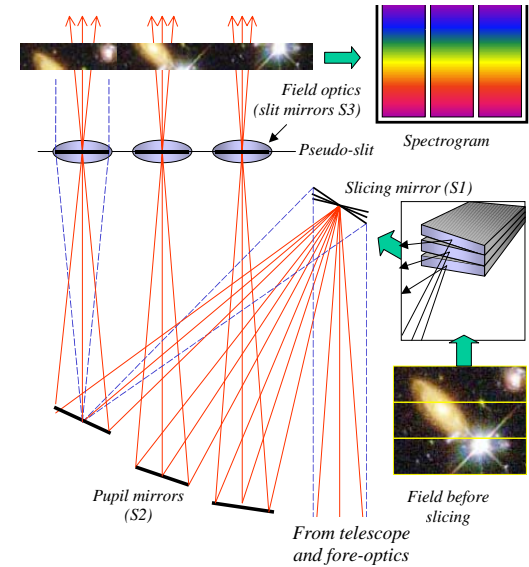 Field optics
(slit mirrors S3)
Spectrogram
Pseudo-slit
Slicing mirror (S1)
Pupil mirrors
(S2)
Field before
slicing
From telescope
and fore-optics